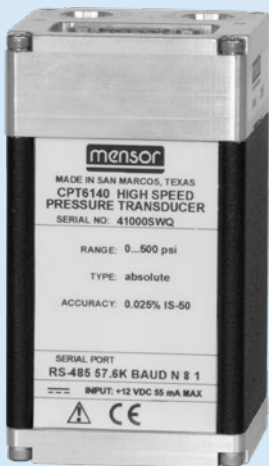 mensor
MADE IN SAN MARCOS, TEXAS
CPT6140 HIGH SPEED
PRESSURE TRANSDUCER
SERIAL NO: 41000SWQ
RANGE: 0...500 psi
TYPE: absolute
ACCURACY: 0.025% IS-50
SERIAL PORT
RS-485 57.6K BAUD N 8 1
INPUT: +12 VDC 55 mA MAX
CE